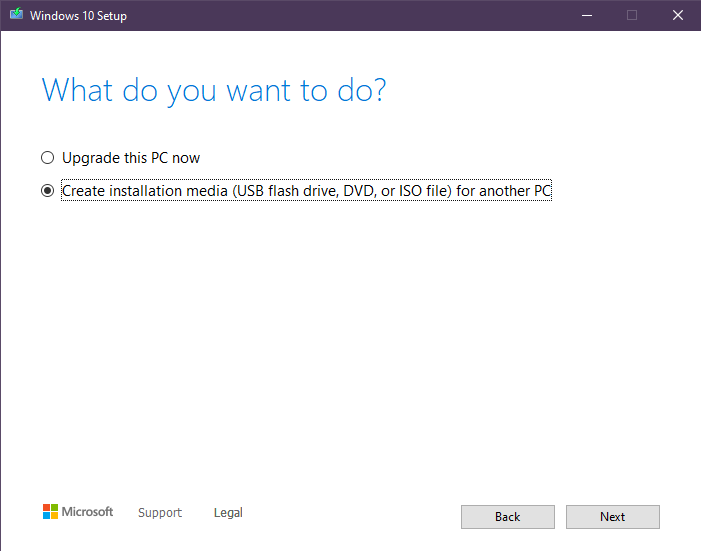 Windows 10 Setup
What do you want to do?
Upgrade this PC now
Create installation media (USB flash drive, DVD, or ISO file) for another PC
Microsoft Support Legal
Back Next